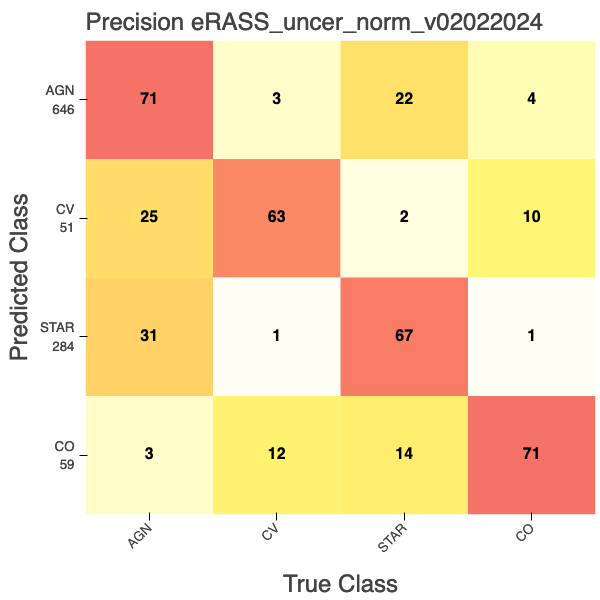 Precision eRASS_uncer_norm_v02022024
Predicted Class
AGN
646
71 3 22 4
CV
51
25 63 2 10
STAR
284
31 1 67 1
CO
59
3 12 14 71
AGN CV STAR CO
True Class